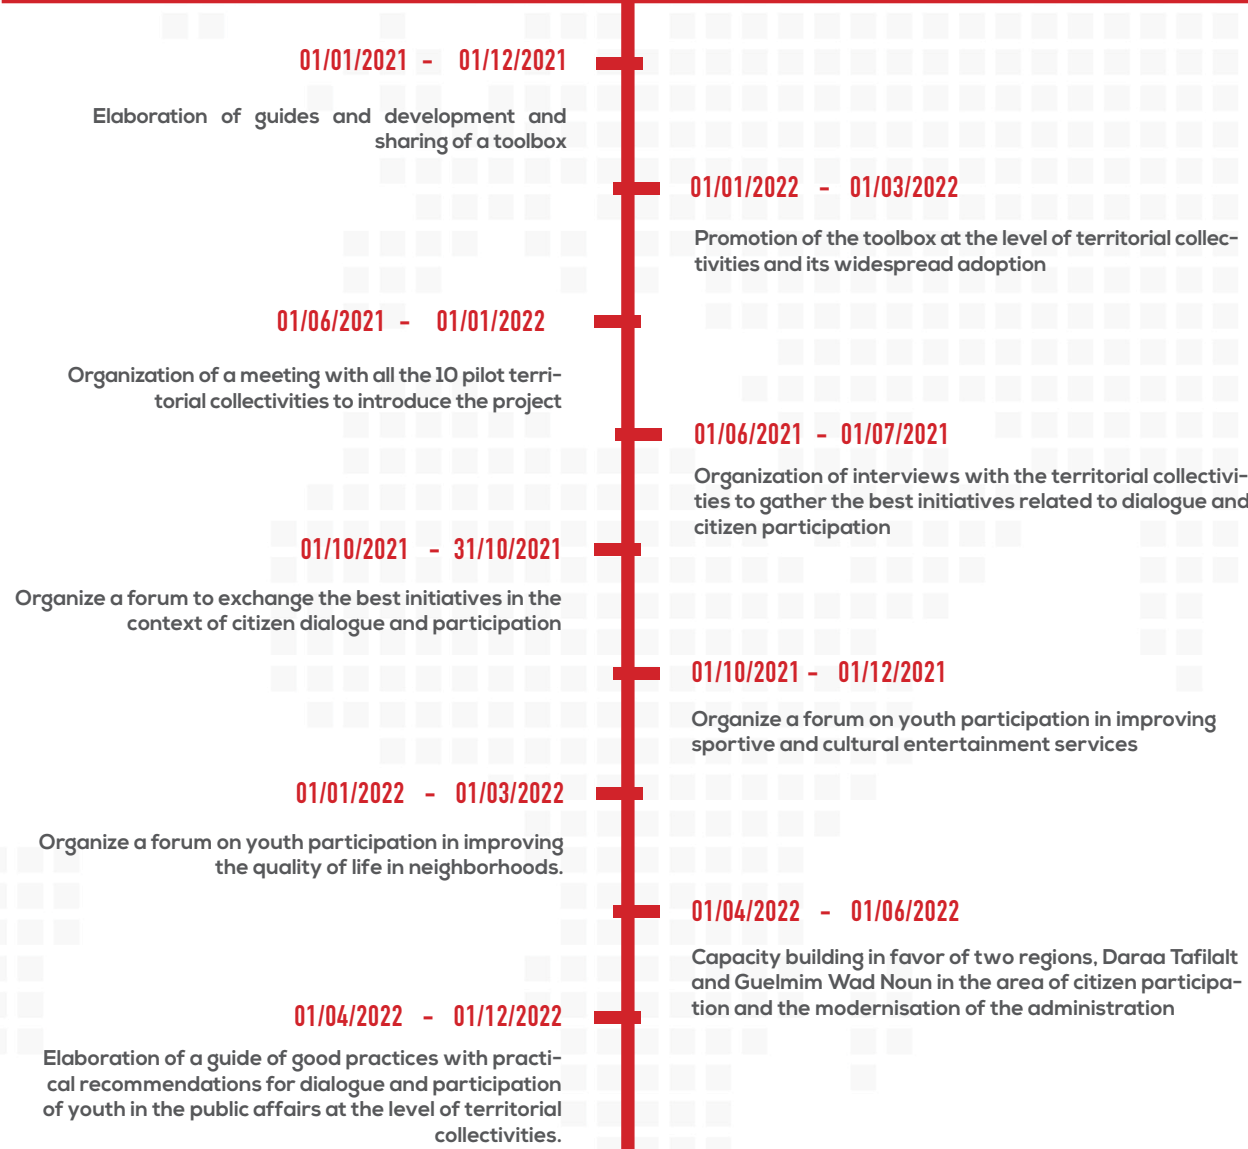 01/01/2021 - 01/12/2021
Elaboration of guides and development and
sharing of a toolbox
01/01/2022 - 01/03/2022
Promotion of the toolbox at the level of territorial collec-
tivities and its widespread adoption
01/06/2021 - 01/01/2022
Organization of a meeting with all the 10 pilot terri-
torial collectivities to introduce the project
01/06/2021 - 01/07/2021
Organization of interviews with the territorial collectivi-
ties to gather the best initiatives related to dialogue and
citizen participation
01/10/2021 - 31/10/2021
Organize a forum to exchange the best initiatives in the
context of citizen dialogue and participation
01/10/2021 - 01/12/2021
Organize a forum on youth participation in improving
sportive and cultural entertainment services
01/01/2022 - 01/03/2022
Organize a forum on youth participation in improving
the quality of life in neighborhoods.
01/04/2022 - 01/06/2022
Capacity building in favor of two regions, Daraa Tafilalt
and Guelmim Wad Noun in the area of citizen participa-
tion and the modernisation of the administration
01/04/2022 - 01/12/2022
Elaboration of a guide of good practices with practi-
cal recommendations for dialogue and participation
of youth in the public affairs at the level of territorial
collectivities.